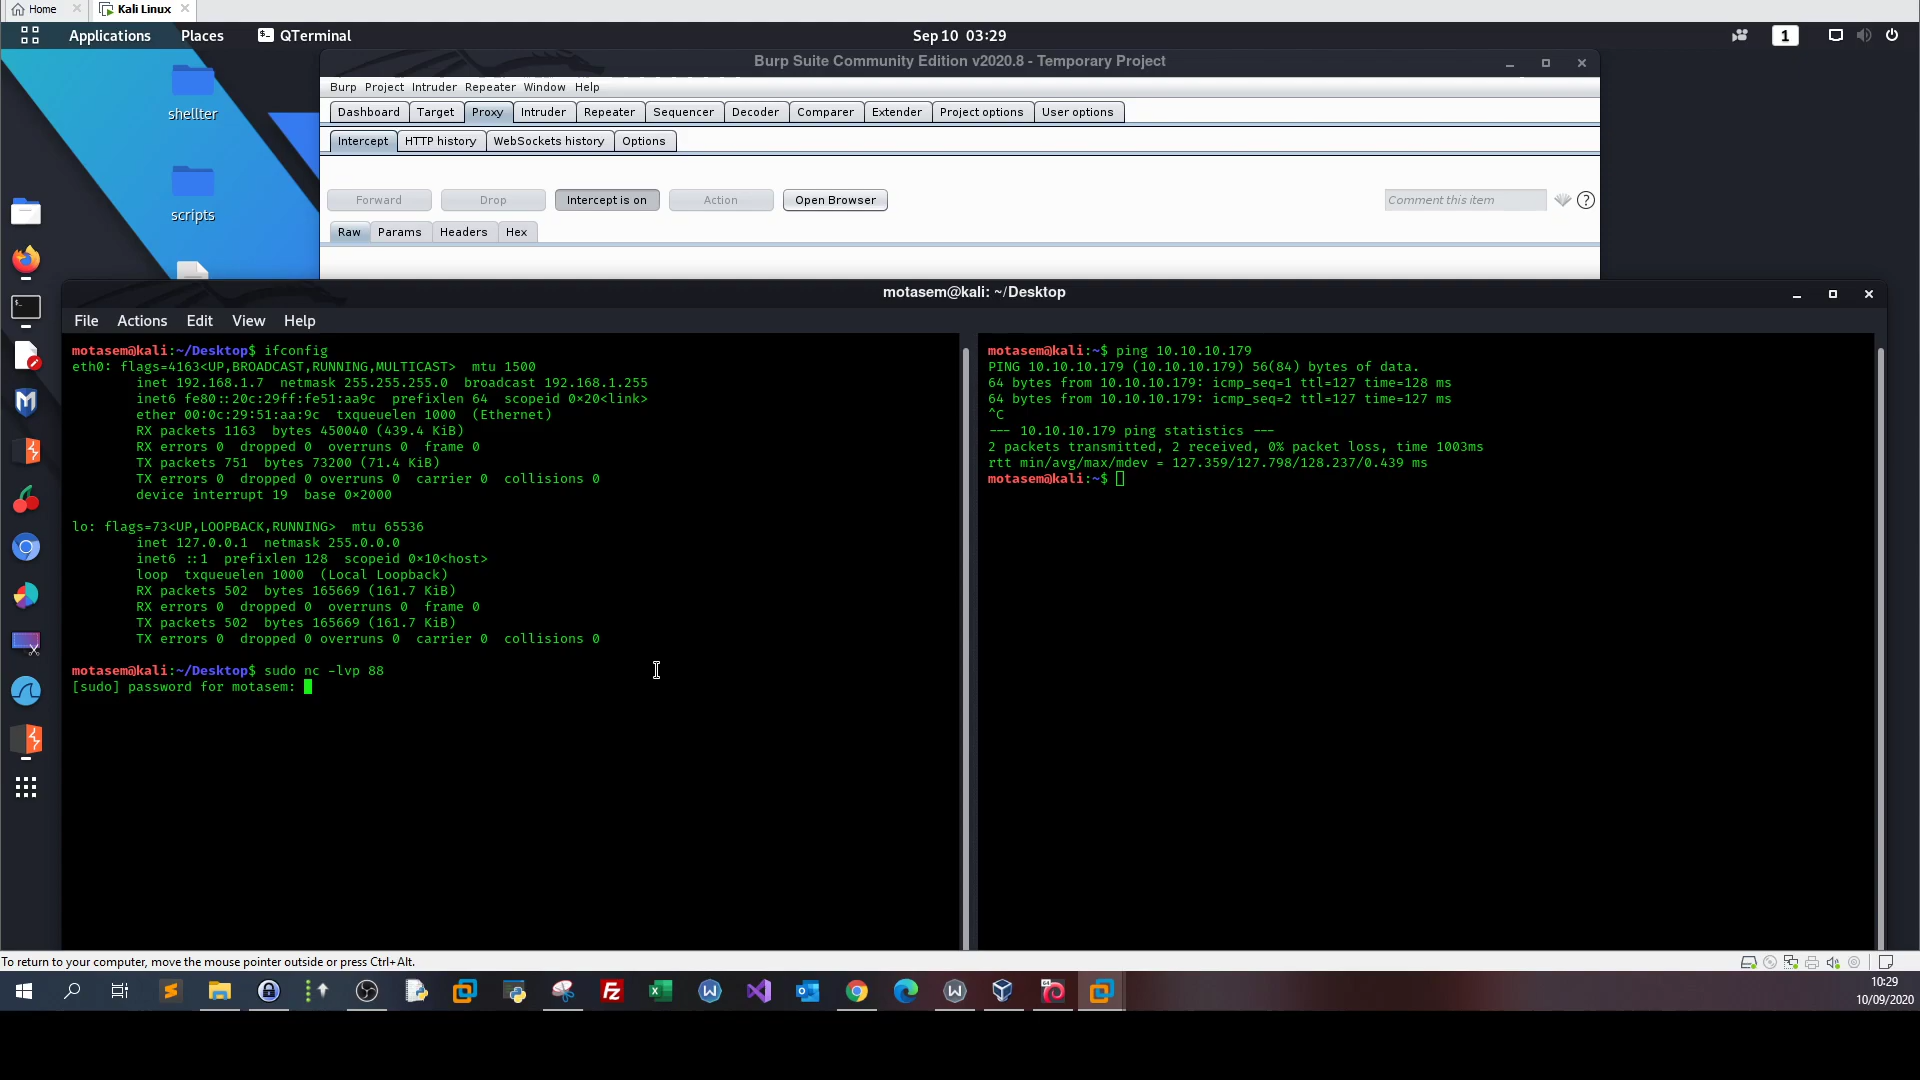 Home
Kali Linux
Applications Places QTerminal Sep 10 03:29 1
shellter
scripts
Burp Suite Community Edition v2020.8 - Temporary Project
Burp Project Intruder Repeater Window Help
Dashboard Target Proxy Intruder Repeater Sequencer Decoder Comparer Extender Project options User options
Intercept HTTP history WebSockets history Options
Forward Drop Intercept is on Action Open Browser Comment this item ?
Raw Params Headers Hex
motasem@kali: ~/Desktop
File Actions Edit View Help
motasem@kali:~/Desktop$ ifconfig
eth0: flags=4163<UP,BROADCAST,RUNNING,MULTICAST>  mtu 1500
inet 192.168.1.7  netmask 255.255.255.0  broadcast 192.168.1.255
inet6 fe80::20c:29ff:fe51:aa9c  prefixlen 64  scopeid 0×20<link>
ether 00:0c:29:51:aa:9c  txqueuelen 1000  (Ethernet)
RX packets 1163  bytes 450040 (439.4 KiB)
RX errors 0  dropped 0  overruns 0  frame 0
TX packets 751  bytes 73200 (71.4 KiB)
TX errors 0  dropped 0 overruns 0  carrier 0  collisions 0
device interrupt 19  base 0×2000
lo: flags=73<UP,LOOPBACK,RUNNING>  mtu 65536
inet 127.0.0.1  netmask 255.0.0.0
inet6 ::1  prefixlen 128  scopeid 0×10<host>
loop  txqueuelen 1000  (Local Loopback)
RX packets 502  bytes 165669 (161.7 KiB)
RX errors 0  dropped 0  overruns 0  frame 0
TX packets 502  bytes 165669 (161.7 KiB)
TX errors 0  dropped 0 overruns 0  carrier 0  collisions 0
motasem@kali:~/Desktop$ sudo nc -lvp 88
[sudo] password for motasem:
motasem@kali:~$ ping 10.10.10.179
PING 10.10.10.179 (10.10.10.179) 56(84) bytes of data.
64 bytes from 10.10.10.179: icmp_seq=1 ttl=127 time=128 ms
64 bytes from 10.10.10.179: icmp_seq=2 ttl=127 time=127 ms
^C
--- 10.10.10.179 ping statistics ---
2 packets transmitted, 2 received, 0% packet loss, time 1003ms
rtt min/avg/max/mdev = 127.359/127.798/128.237/0.439 ms
motasem@kali:~$
To return to your computer, move the mouse pointer outside or press Ctrl+Alt.
10:29
10/09/2020